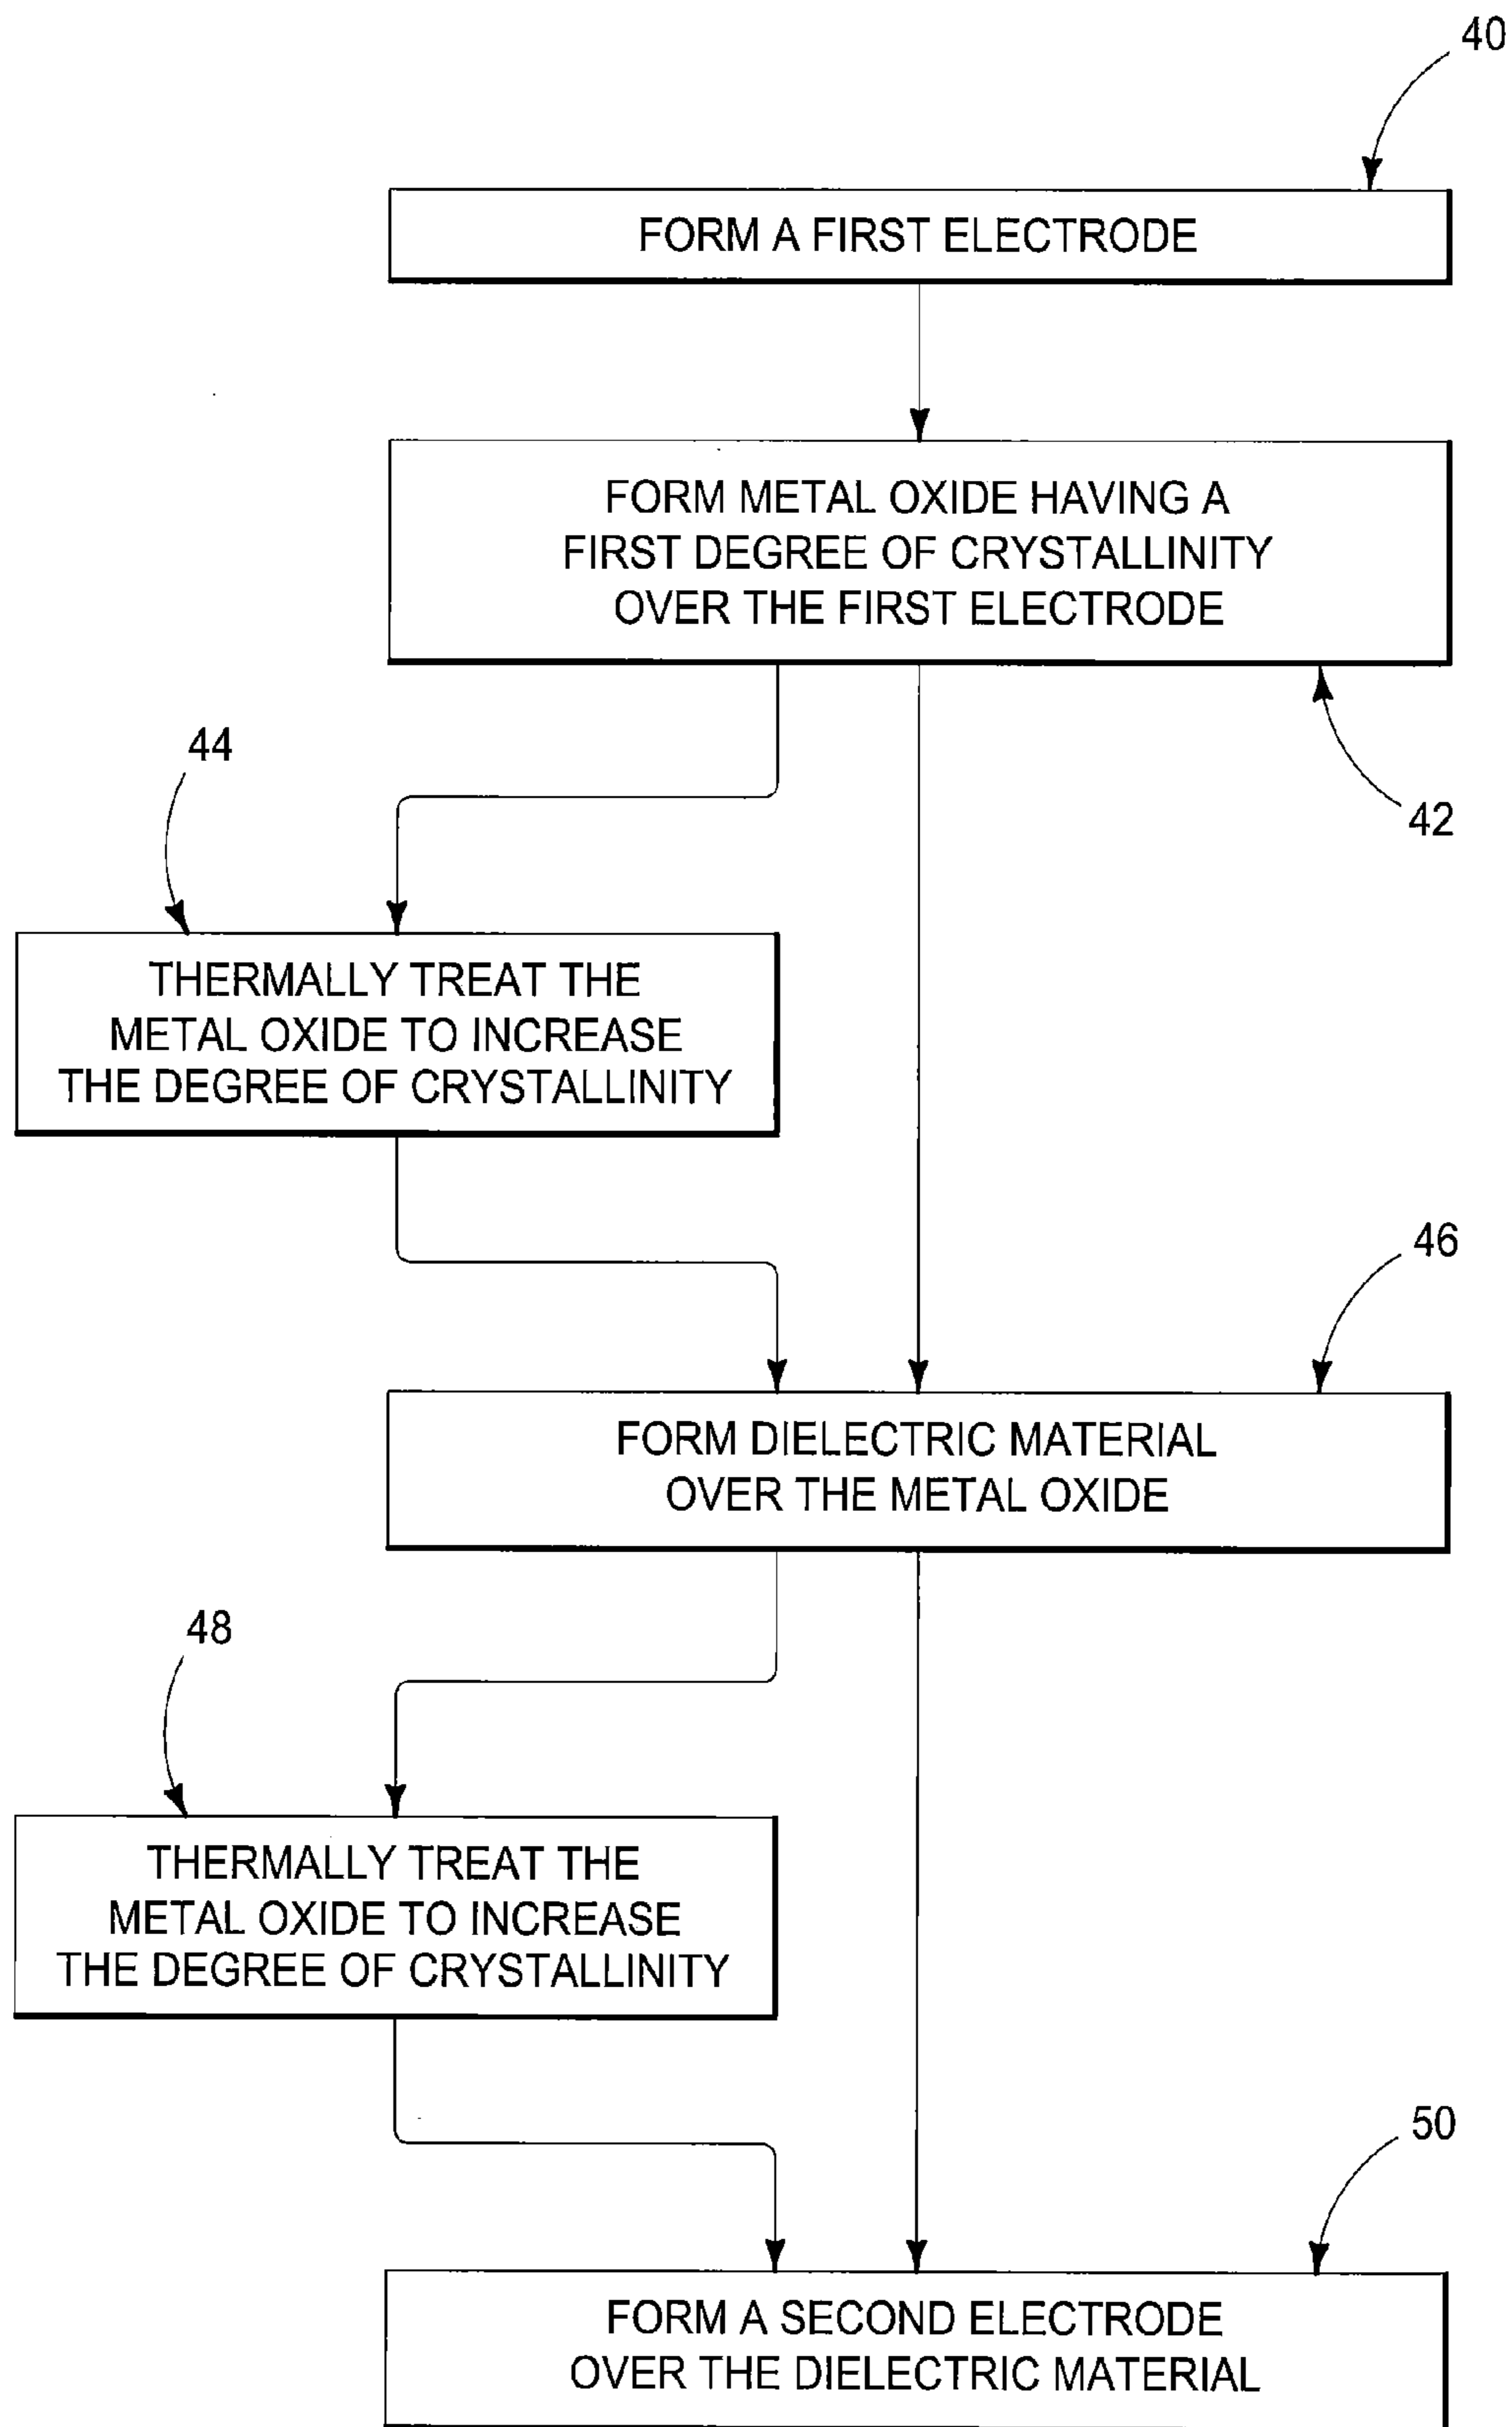 40
FORM A FIRST ELECTRODE
FORM METAL OXIDE HAVING A
FIRST DEGREE OF CRYSTALLINITY
OVER THE FIRST ELECTRODE
42
44
THERMALLY TREAT THE
METAL OXIDE TO INCREASE
THE DEGREE OF CRYSTALLINITY
46
FORM DIELECTRIC MATERIAL
OVER THE METAL OXIDE
48
THERMALLY TREAT THE
METAL OXIDE TO INCREASE
THE DEGREE OF CRYSTALLINITY
50
FORM A SECOND ELECTRODE
OVER THE DIELECTRIC MATERIAL